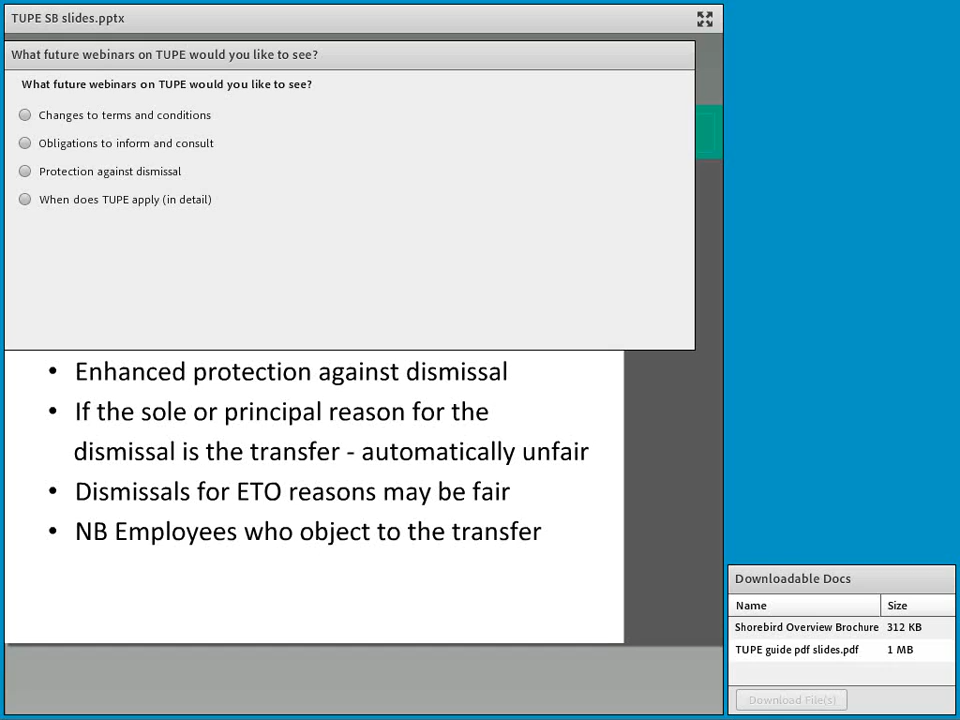 TUPE SB slides.pptx
What future webinars on TUPE would you like to see?
What future webinars on TUPE would you like to see?
Changes to terms and conditions
Obligations to inform and consult
Protection against dismissal
When does TUPE apply (in detail)
• Enhanced protection against dismissal
• If the sole or principal reason for the
dismissal is the transfer - automatically unfair
• Dismissals for ETO reasons may be fair
• NB Employees who object to the transfer
Downloadable Docs
Name Size
Shorebird Overview Brochure 312 KB
TUPE guide pdf slides.pdf 1 MB
Download File(s)